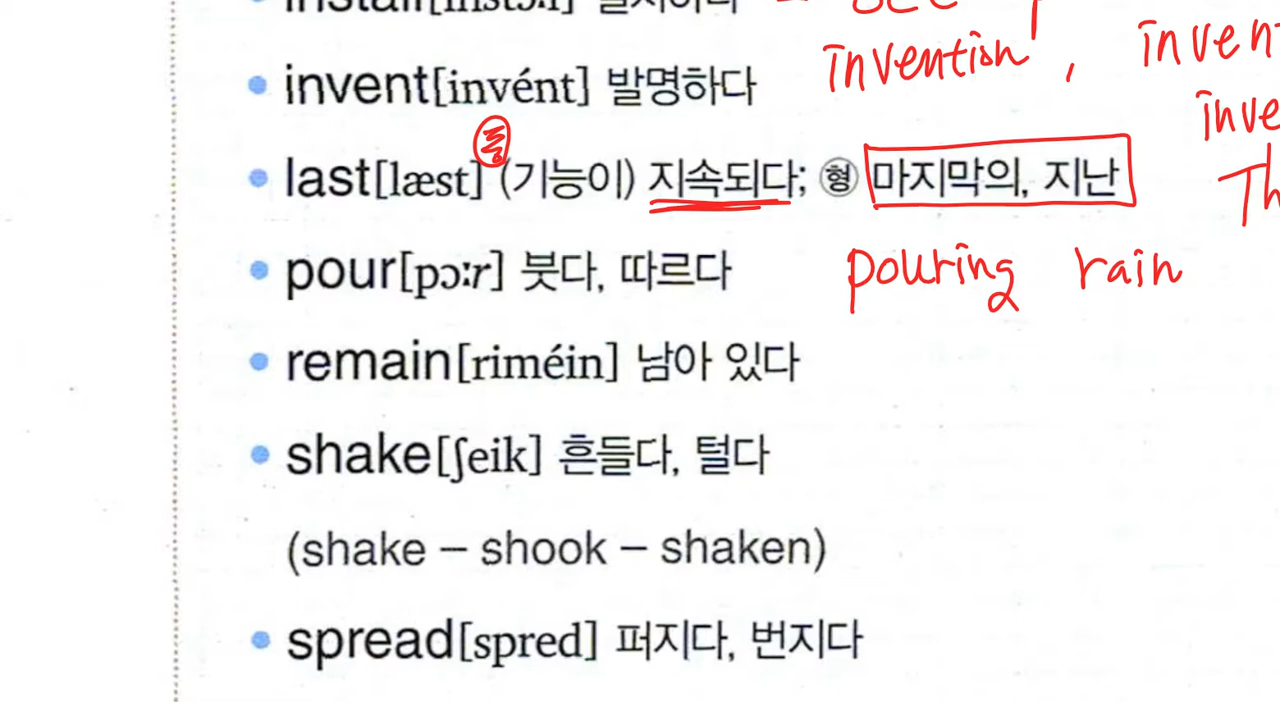 invent[invént] 발명하다 invention,
last[læst] (기능이) 지속되다; 형 마지막의, 지난
pour[pɔːr] 붓다, 따르다 pouring rain
remain[riméin] 남아 있다
shake[ʃeik] 흔들다, 털다
(shake – shook – shaken)
spread[spred] 퍼지다, 번지다